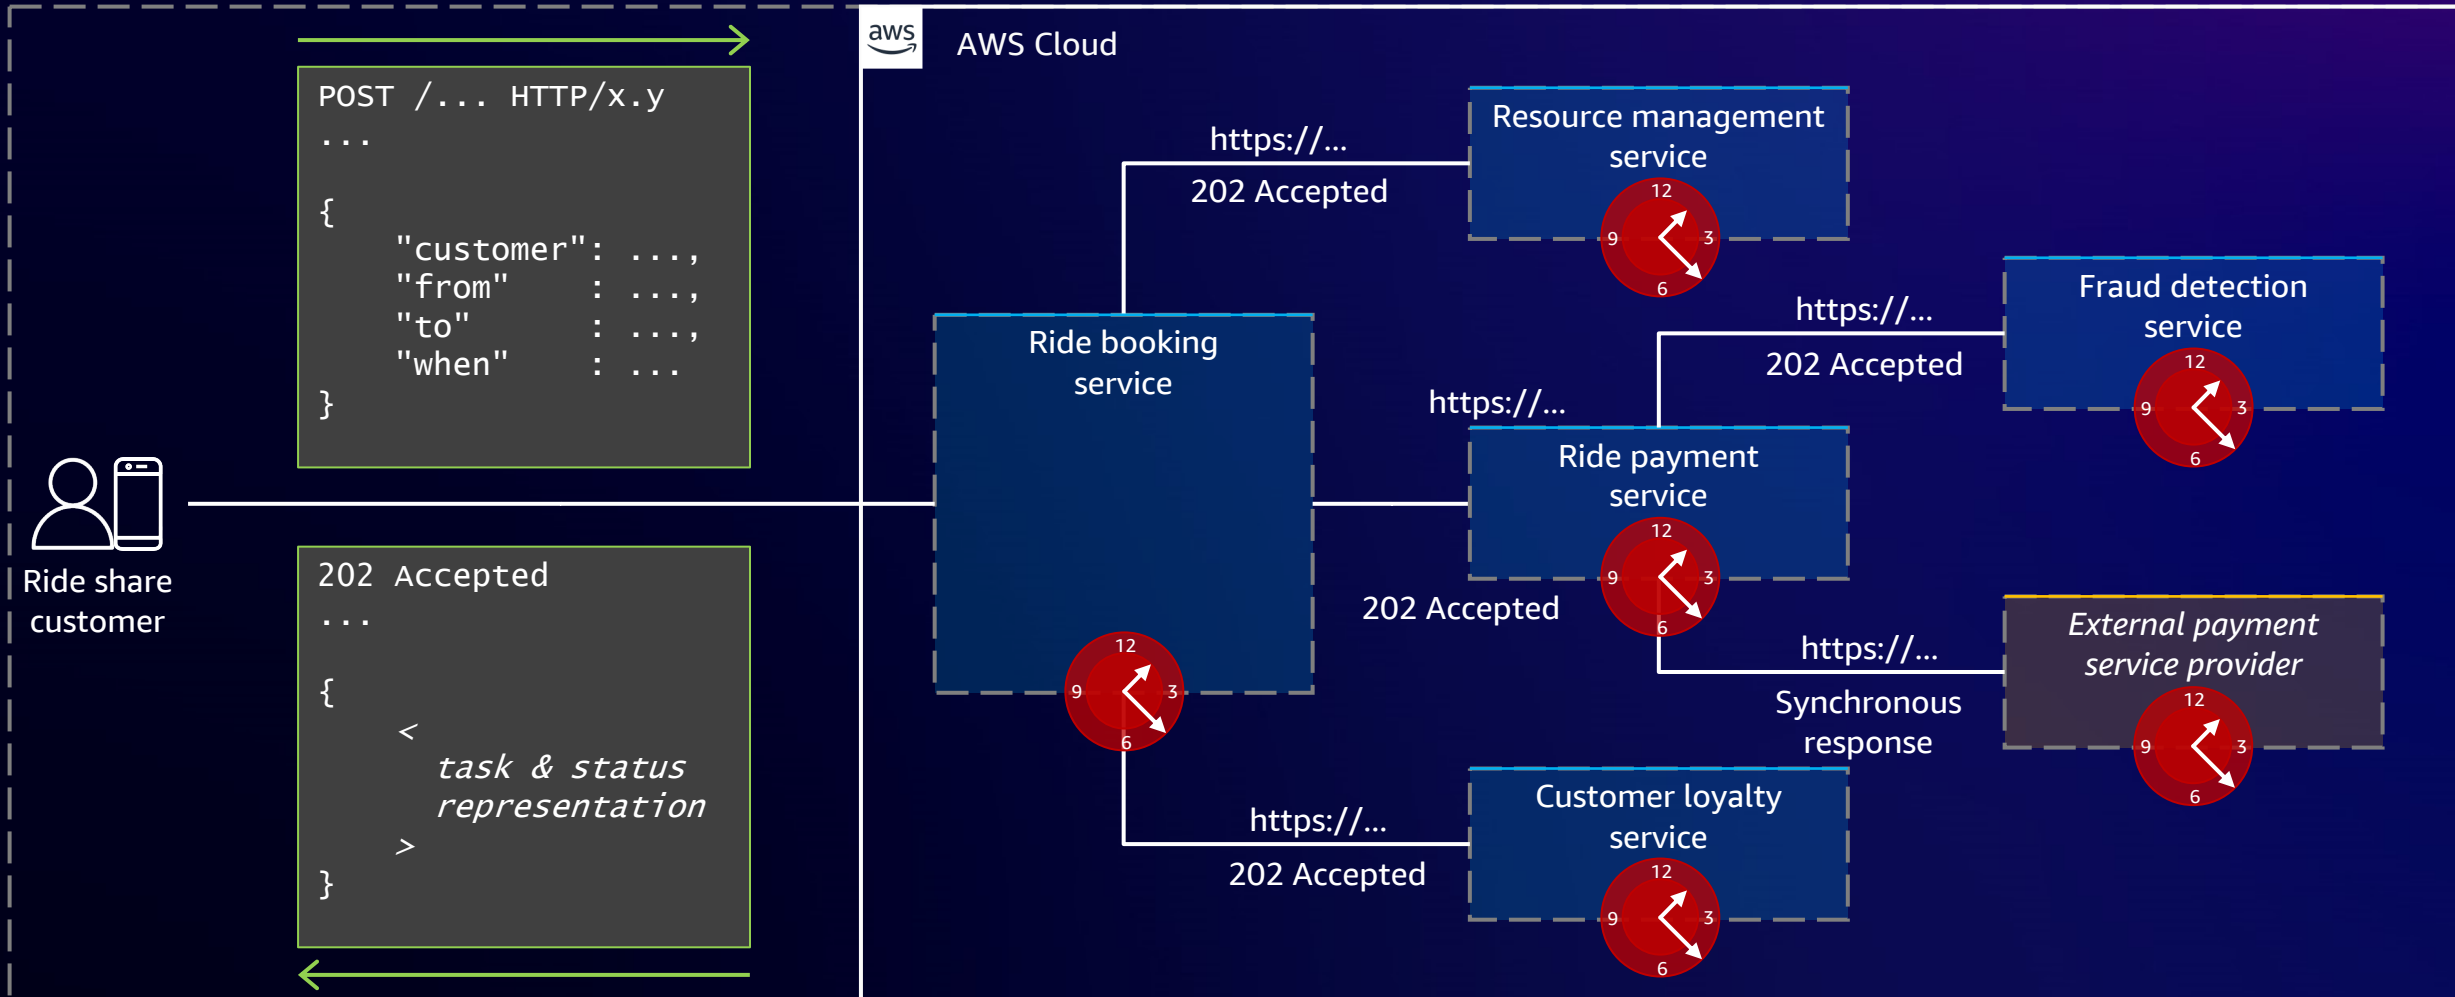 POST /... HTTP/x.y
...
{
"customer": ...,
"from" : ...,
"to" : ...,
"when" : ...
}
Ride share
customer
202 Accepted
...
{
<
task & status
representation
>
}
aws
AWS Cloud
Ride booking
service
12
9
3
6
https://...
202 Accepted
Resource management
service
12
9
3
6
https://...
202 Accepted
Ride payment
service
12
9
3
6
https://...
202 Accepted
Fraud detection
service
12
9
3
6
https://...
Synchronous
response
External payment
service provider
12
9
3
6
https://...
202 Accepted
Customer loyalty
service
12
9
3
6